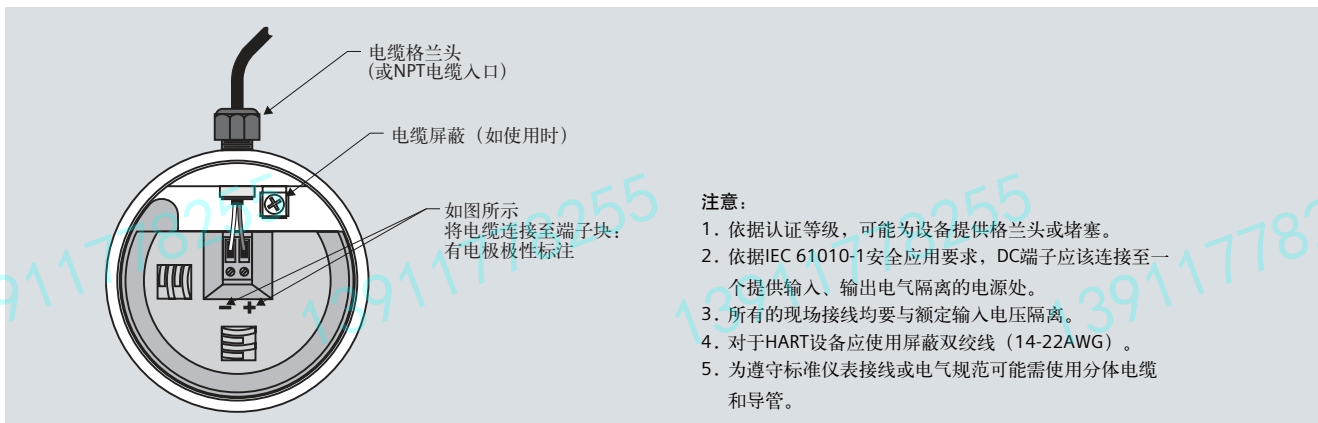 电缆格兰头
(或NPT电缆入口)
电缆屏蔽（如使用时）
如图所示
将电缆连接至端子块：
有电极极性标注
− +
注意：
1. 依据认证等级，可能为设备提供格兰头或堵塞。
2. 依据IEC 61010-1安全应用要求，DC端子应该连接至一
个提供输入、输出电气隔离的电源处。
3. 所有的现场接线均要与额定输入电压隔离。
4. 对于HART设备应使用屏蔽双绞线（14-22AWG）。
5. 为遵守标准仪表接线或电气规范可能需使用分体电缆
和导管。
13911778255
13911778255
13911778255
13911778